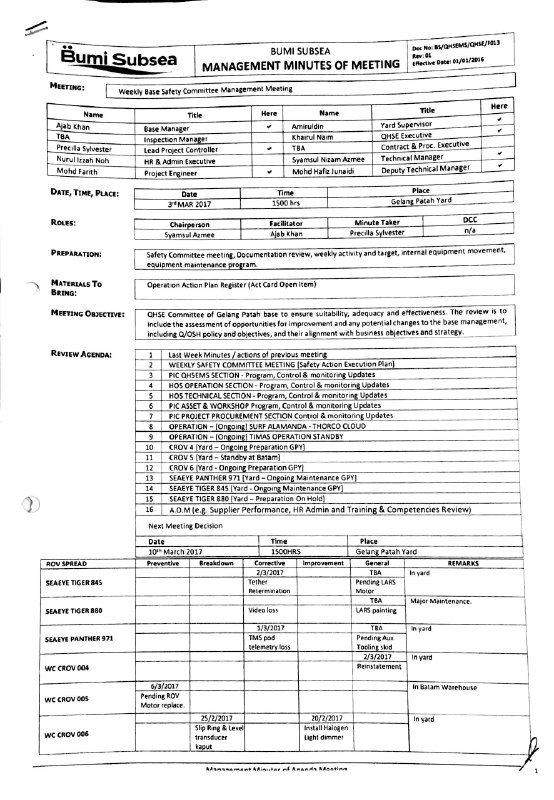 Bumi Subsea
BUMI SUBSEA
MANAGEMENT MINUTES OF MEETING
Doc No: BS/QHSEMS/QHSE/F013
Rev: 01
Effective Date: 01/01/2016
MEETING: Weekly Base Safety Committee Management Meeting
Name Title Here Name Title Here
Ajab Khan Base Manager ✓ Amiruldin Yard Supervisor ✓
TBA Inspection Manager Khairul Naim QHSE Executive ✓
Precilla Sylvester Lead Project Controller ✓ TBA Contract & Proc. Executive
Nurul Izzah Noh HR & Admin Executive Syamsul Nizam Azmee Technical Manager ✓
Mohd Farith Project Engineer ✓ Mohd Hafiz Junaidi Deputy Technical Manager ✓
DATE, TIME, PLACE: Date Time Place
3rd MAR 2017 1500 hrs Gelang Patah Yard
ROLES: Chairperson Facilitator Minute Taker DCC
Syamsul Azmee Ajab Khan Precilla Sylvester n/a
PREPARATION: Safety Committee meeting, Documentation review, weekly activity and target, internal equipment movement,
equipment maintenance program.
MATERIALS TO BRING: Operation Action Plan Register (Act Card Open Item)
MEETING OBJECTIVE: QHSE Committee of Gelang Patah base to ensure suitability, adequacy and effectiveness. The review is to
include the assessment of opportunities for improvement and any potential changes to the base management,
including Q/OSH policy and objectives, and their alignment with business objectives and strategy.
REVIEW AGENDA: 1 Last Week Minutes / actions of previous meeting
2 WEEKLY SAFETY COMMITTEE MEETING [Safety Action Execution Plan]
3 PIC QHSEMS SECTION - Program, Control & monitoring Updates
4 HOS OPERATION SECTION - Program, Control & monitoring Updates
5 HOS TECHNICAL SECTION - Program, Control & monitoring Updates
6 PIC ASSET & WORKSHOP Program, Control & monitoring Updates
7 PIC PROJECT PROCUREMENT SECTION Control & monitoring Updates
8 OPERATION – [Ongoing] SURF ALAMANDA - THORCO CLOUD
9 OPERATION – [Ongoing] TIMAS OPERATION STANDBY
10 CROV 4 [Yard – Ongoing Preparation GPY]
11 CROV 5 [Yard – Standby at Batam]
12 CROV 6 [Yard - Ongoing Preparation GPY]
13 SEAEYE PANTHER 971 [Yard – Ongoing Maintenance GPY]
14 SEAEYE TIGER 845 [Yard - Ongoing Maintenance GPY]
15 SEAEYE TIGER 880 [Yard – Preparation On Hold]
16 A.O.M (e.g. Supplier Performance, HR Admin and Training & Competencies Review)
Next Meeting Decision
Date Time Place
10th March 2017 1500HRS Gelang Patah Yard
ROV SPREAD Preventive Breakdown Corrective Improvement General REMARKS
SEAEYE TIGER 845 2/3/2017 TBA In yard
Tether Pending LARS
Retermination Motor
SEAEYE TIGER 880 TBA Major Maintenance.
Video loss LARS painting
SEAEYE PANTHER 971 1/3/2017 TBA In yard
TMS pod Pending Aux
telemetry loss Tooling skid
WC CROV 004 2/3/2017 In yard
Reinstatement
WC CROV 005 6/3/2017 In Batam Warehouse
Pending ROV
Motor replace.
WC CROV 006 25/2/2017 20/2/2017 In yard
Slip Ring & Level Install Halogen
transducer Light dimmer
kaput
Management Minutes of Agenda Meeting
1